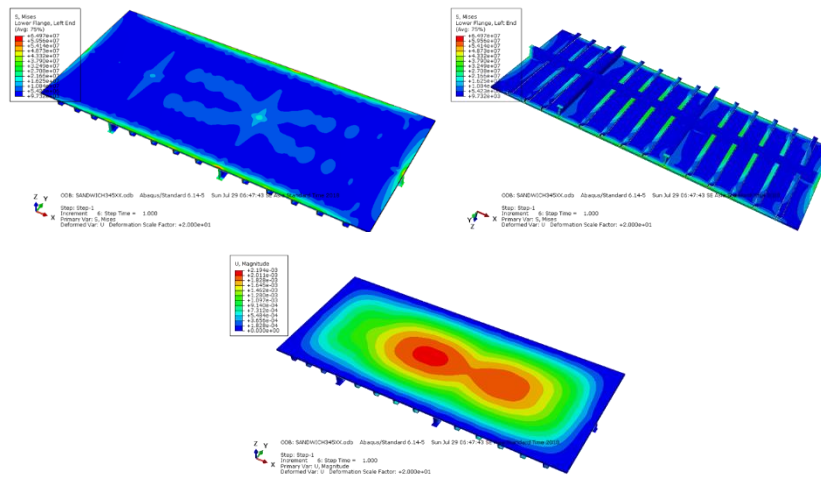 S, Mises
Lower Flange, Left End
(Avg: 75%)
+6.497e+07
+5.956e+07
+5.414e+07
+4.873e+07
+4.332e+07
+3.790e+07
+3.249e+07
+2.708e+07
+2.166e+07
+1.625e+07
+1.084e+07
+9.732e+03
Z
Y
X
ODB: SANDWICH345XX.odb Abaqus/Standard 6.14-5 Sun Jul 29 06:47:43 SE
Step: Step-1
Increment 6: Step Time = 1.000
Primary Var: S, Mises
Deformed Var: U Deformation Scale Factor: +2.000e+01
S, Mises
Lower Flange, Left End
(Avg: 75%)
+6.497e+07
+5.956e+07
+5.414e+07
+4.873e+07
+4.332e+07
+3.790e+07
+3.249e+07
+2.708e+07
+2.166e+07
+1.625e+07
+1.084e+07
+9.732e+03
Y
Z
X
ODB: SANDWICH345XX.odb Abaqus/Standard 6.14-5 Sun Jul 29 06:47:43 SE
Step: Step-1
Increment 6: Step Time = 1.000
Primary Var: S, Mises
Deformed Var: U Deformation Scale Factor: +2.000e+01
U, Magnitude
+2.194e-03
+2.011e-03
+1.828e-03
+1.645e-03
+1.462e-03
+1.280e-03
+1.097e-03
+9.140e-04
+7.312e-04
+5.484e-04
+3.656e-04
+1.828e-04
+0.000e+00
Z
Y
X
ODB: SANDWICH345XX.odb Abaqus/Standard 6.14-5 Sun Jul 29 06:47:43 SE
Step: Step-1
Increment 6: Step Time = 1.000
Primary Var: U, Magnitude
Deformed Var: U Deformation Scale Factor: +2.000e+01